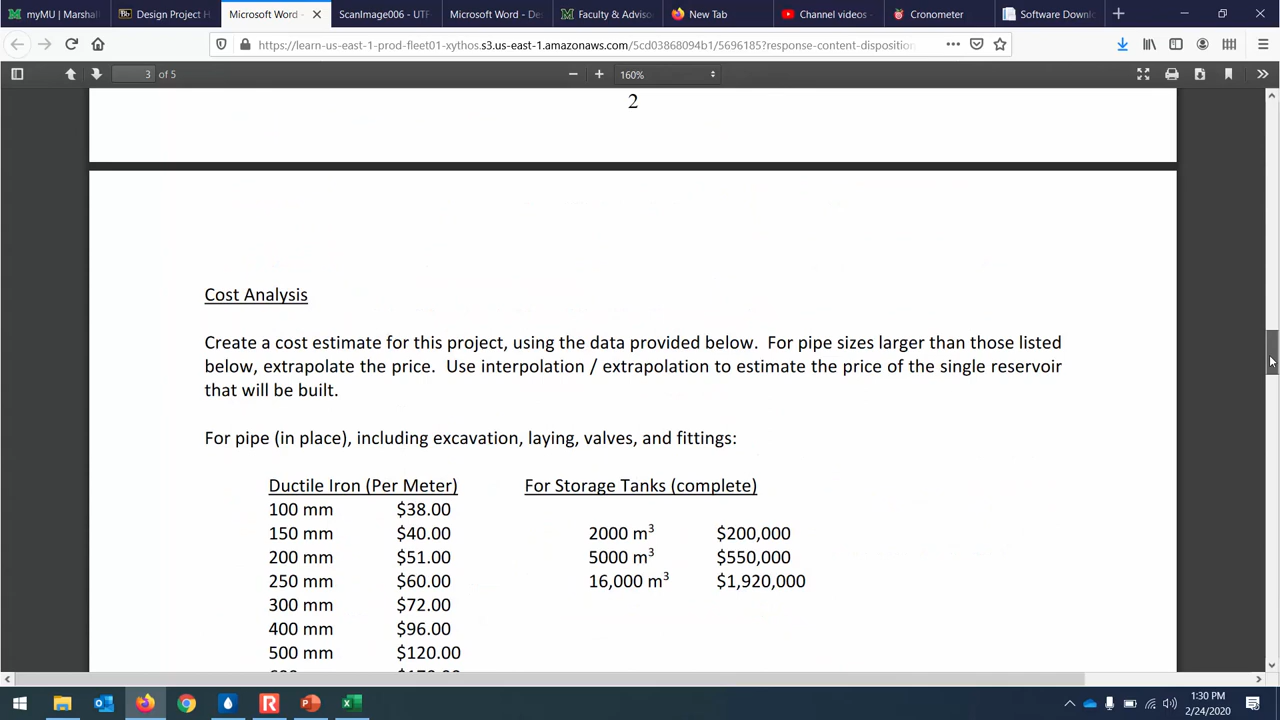 myMU | Marshall
Design Project H
Microsoft Word -
ScanImage006 - UTF
Microsoft Word - De
Faculty & Adviso
New Tab
Channel videos -
Cronometer
Software Downl
https://learn-us-east-1-prod-fleet01-xythos.s3.us-east-1.amazonaws.com/5cd03868094b1/5696185?response-content-disposition
3 of 5
160%
2
Cost Analysis
Create a cost estimate for this project, using the data provided below. For pipe sizes larger than those listed
below, extrapolate the price. Use interpolation / extrapolation to estimate the price of the single reservoir
that will be built.
For pipe (in place), including excavation, laying, valves, and fittings:
Ductile Iron (Per Meter) For Storage Tanks (complete)
100 mm $38.00
150 mm $40.00 2000 m³ $200,000
200 mm $51.00 5000 m³ $550,000
250 mm $60.00 16,000 m³ $1,920,000
300 mm $72.00
400 mm $96.00
500 mm $120.00
1:30 PM
2/24/2020